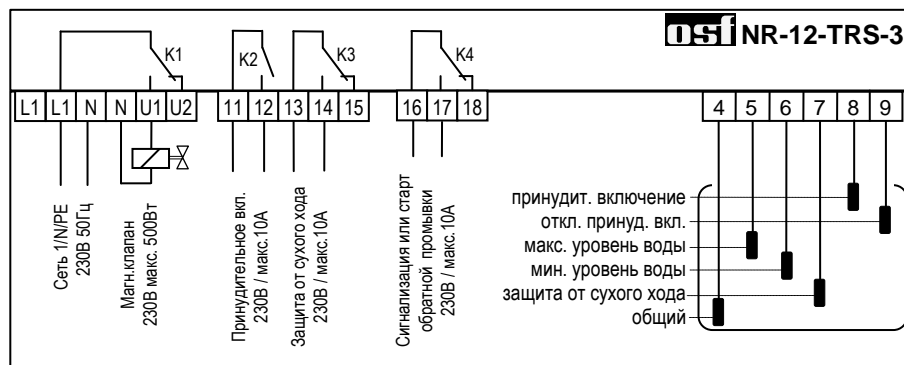 osf NR-12-TRS-3
K1
K2
K3
K4
L1 L1 N N U1 U2
11 12 13 14 15
16 17 18
4 5 6 7 8 9
Сеть 1/N/PE
230В 50Гц
Магн.клапан
230В макс. 500Вт
Принудительное вкл.
230В / макс.10А
Защита от сухого хода
230В / макс.10А
Сигнализация или старт
обратной промывки
230В / макс.10А
принудит. включение
откл. принуд. вкл.
макс. уровень воды
мин. уровень воды
защита от сухого хода
общий